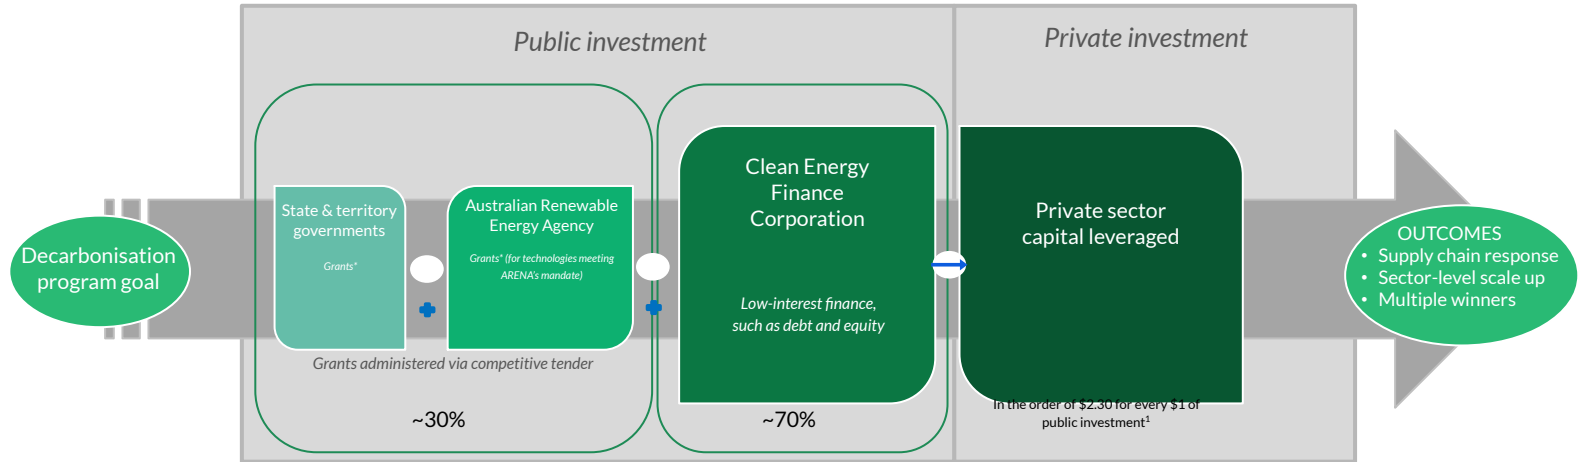 Public investment
Private investment
Decarbonisation
program goal
State & territory
governments
Grants*
Australian Renewable
Energy Agency
Grants* (for technologies meeting
ARENA's mandate)
Grants administered via competitive tender
~30%
Clean Energy
Finance
Corporation
Low-interest finance,
such as debt and equity
~70%
Private sector
capital leveraged
In the order of $2.30 for every $1 of
public investment1
OUTCOMES
• Supply chain response
• Sector-level scale up
• Multiple winners